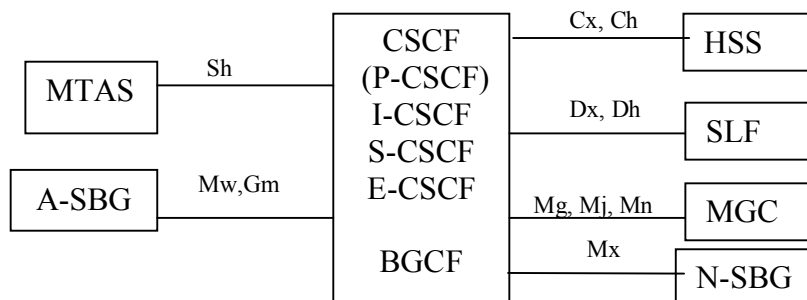 MTAS
Sh
A-SBG
Mw,Gm
CSCF
(P-CSCF)
I-CSCF
S-CSCF
E-CSCF
BGCF
Cx, Ch
HSS
Dx, Dh
SLF
Mg, Mj, Mn
MGC
Mx
N-SBG